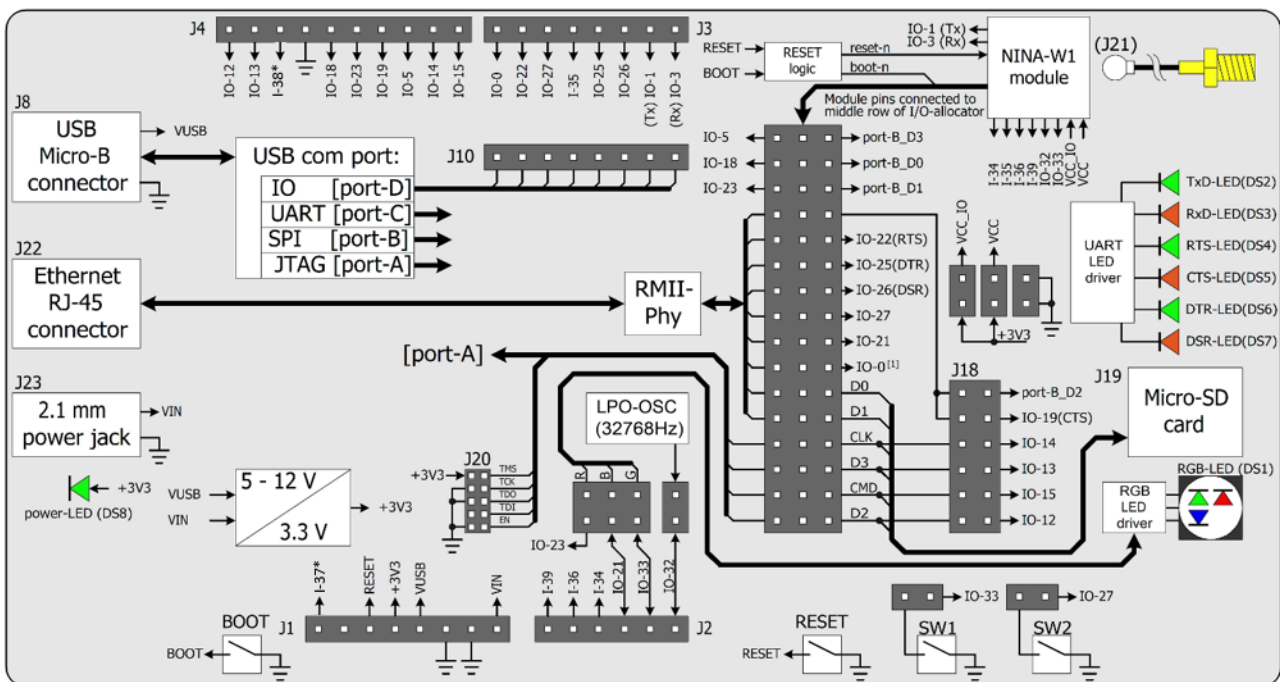 J4
J3
IO-12
IO-13
I-38*
IO-18
IO-23
IO-19
IO-5
IO-14
IO-15
IO-0
IO-22
IO-27
I-35
IO-25
IO-26
(Tx) IO-1
(Rx) IO-3
RESET
BOOT
RESET
logic
reset-n
boot-n
IO-1 (Tx)
IO-3 (Rx)
NINA-W1
module
(J21)
Module pins connected to
middle row of I/O-allocator
I-34
I-35
I-36
I-39
IO-32
IO-33
VCC_IO
VCC
J8
USB
Micro-B
connector
VUSB
USB com port:
IO [port-D]
UART [port-C]
SPI [port-B]
JTAG [port-A]
J10
IO-5
IO-18
IO-23
port-B_D3
port-B_D0
port-B_D1
IO-22(RTS)
IO-25(DTR)
IO-26(DSR)
IO-27
IO-21
IO-0[1]
D0
D1
CLK
D3
CMD
D2
VCC_IO
VCC
+3V3
UART
LED
driver
TxD-LED(DS2)
RxD-LED(DS3)
RTS-LED(DS4)
CTS-LED(DS5)
DTR-LED(DS6)
DSR-LED(DS7)
J22
Ethernet
RJ-45
connector
RMII-
Phy
[port-A]
J23
2.1 mm
power jack
VIN
LPO-OSC
(32768Hz)
J18
port-B_D2
IO-19(CTS)
IO-14
IO-13
IO-15
IO-12
J19
Micro-SD
card
RGB-LED (DS1)
RGB
LED
driver
+3V3
power-LED (DS8)
VUSB
VIN
5 - 12 V
3.3 V
+3V3
J20
+3V3
TMS
TCK
TDO
TDI
EN
R
B
G
IO-23
IO-21
IO-33
IO-32
I-39
I-36
I-34
J2
I-37*
RESET
+3V3
VUSB
VIN
J1
BOOT
BOOT
RESET
RESET
IO-33
SW1
IO-27
SW2